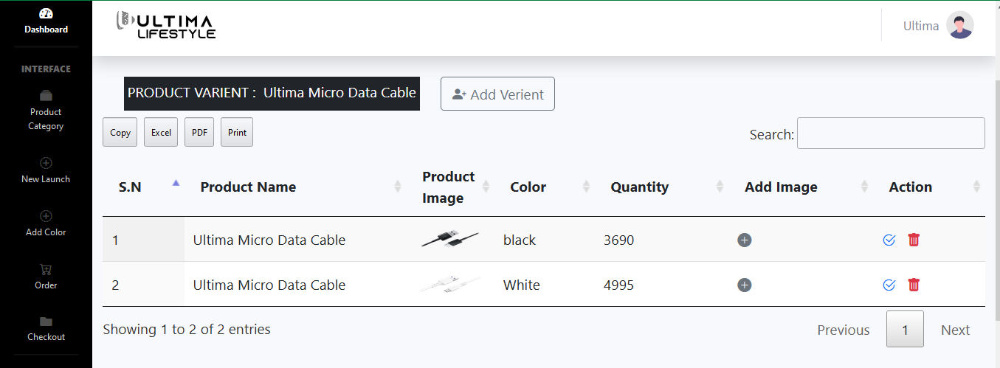 Dashboard
INTERFACE
Product
Category
New Launch
Add Color
Order
Checkout
ULTIMA
LIFESTYLE
Ultima
PRODUCT VARIENT : Ultima Micro Data Cable
Add Verient
Copy Excel PDF Print
Search:
S.N Product Name Product Image Color Quantity Add Image Action
1 Ultima Micro Data Cable black 3690
2 Ultima Micro Data Cable White 4995
Showing 1 to 2 of 2 entries
Previous 1 Next